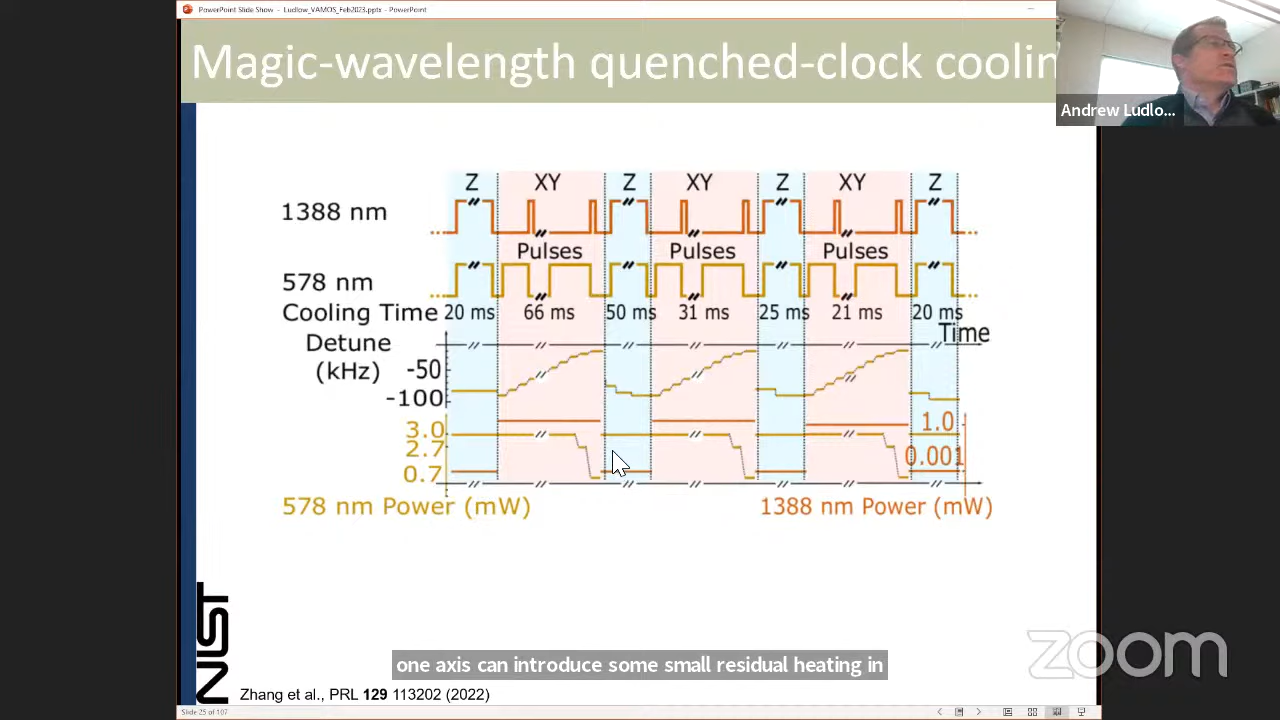 PowerPoint Slide Show - Ludlow_VAMOS_Feb2023.pptx - PowerPoint
Magic-wavelength quenched-clock coolin
Andrew Ludlo...
Z XY Z XY Z XY Z
1388 nm
Pulses Pulses Pulses
578 nm
Cooling Time 20 ms 66 ms 50 ms 31 ms 25 ms 21 ms 20 ms
Time
Detune
(kHz)
-50
-100
3.0
2.7
0.7
1.0
0.001
578 nm Power (mW) 1388 nm Power (mW)
NIST
zoom
one axis can introduce some small residual heating in
Zhang et al., PRL 129 113202 (2022)
Slide 25 of 107